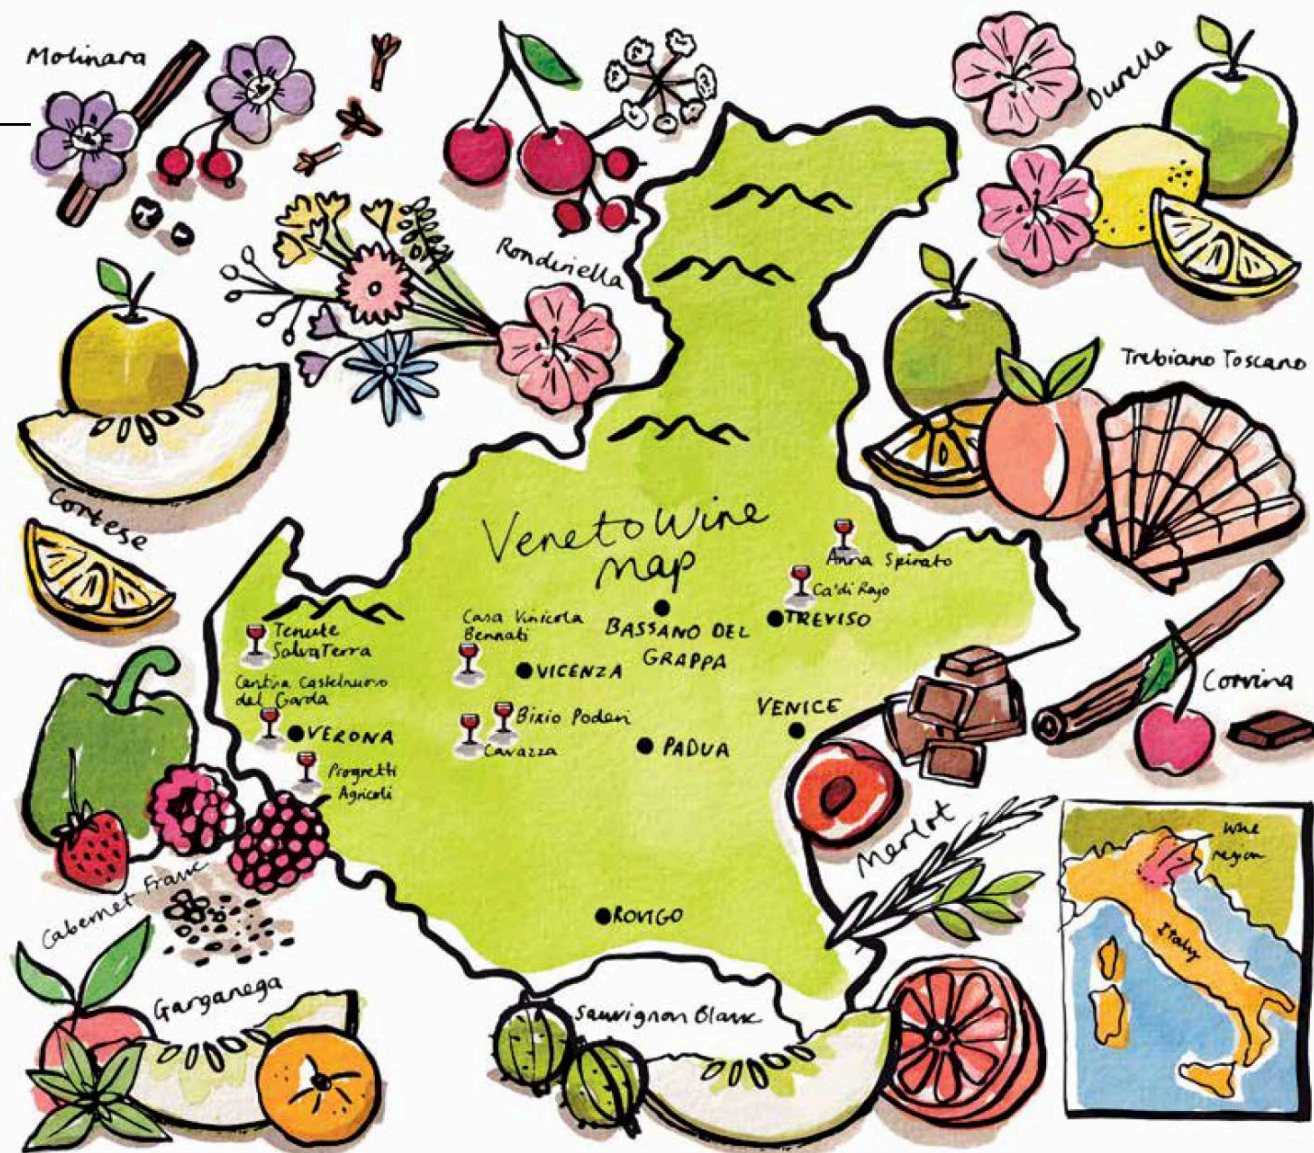 Molinara
Durella
Rondinella
Trebiano Toscano
Cortese
Veneto Wine
Map
Anna Spinato
Ca'di Rajo
TREVISO
BASSANO DEL
GRAPPA
Casa Vinicola
Bennati
VICENZA
Tenute
SalvaTerra
Cantina Castelnuovo
del Garda
VERONA
Bixio Poderi
Cavazza
Progretti
Agricoli
PADUA
VENICE
Corvina
Merlot
Cabernet Franc
ROVIGO
Garganega
Sauvignon Blanc
wine
region
Italy